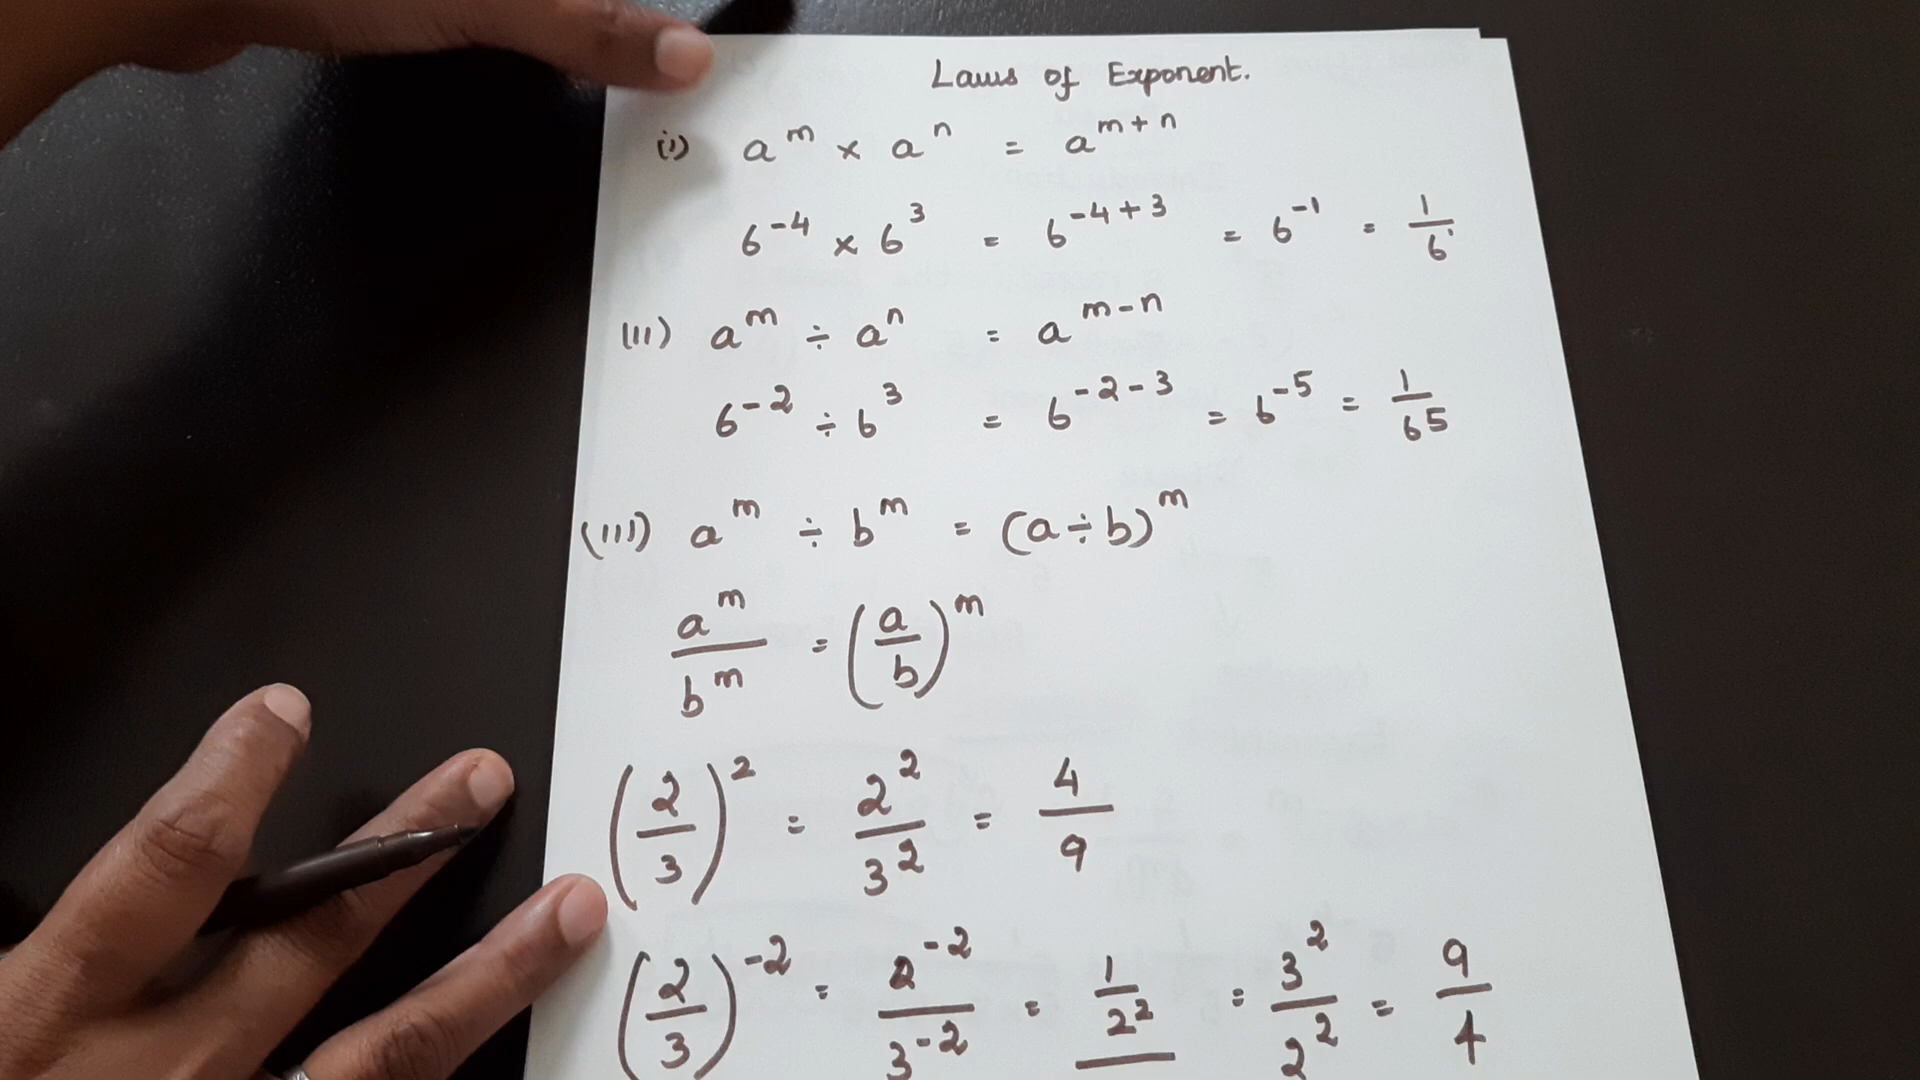 Laws of Exponent.
(i) a^m × a^n = a^(m+n)
6^-4 × 6^3 = 6^(-4+3) = 6^-1 = 1/6
(ii) a^m ÷ a^n = a^(m-n)
6^-2 ÷ 6^3 = 6^(-2-3) = 6^-5 = 1/6^5
(iii) a^m ÷ b^m = (a÷b)^m
a^m/b^m = (a/b)^m
(2/3)^2 = 2^2/3^2 = 4/9
(2/3)^-2 = 2^-2/3^-2 = 1/2^2 = 3^2/2^2 = 9/4